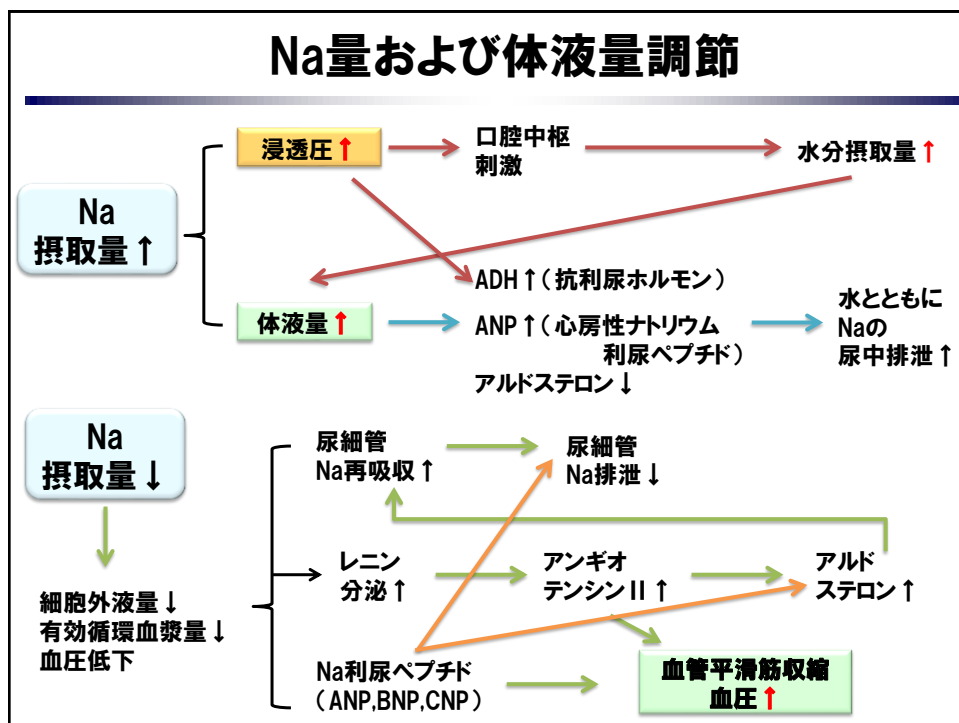 Na量および体液量調節
浸透圧↑
口腔中枢
刺激
水分摂取量↑
Na
摂取量↑
ADH↑(抗利尿ホルモン)
体液量↑
ANP↑(心房性ナトリウム
利尿ペプチド)
アルドステロン↓
水とともに
Naの
尿中排泄↑
Na
摂取量↓
尿細管
Na再吸収↑
尿細管
Na排泄↓
レニン
分泌↑
アンギオ
テンシンⅡ↑
アルド
ステロン↑
細胞外液量↓
有効循環血漿量↓
血圧低下
Na利尿ペプチド
(ANP,BNP,CNP)
血管平滑筋収縮
血圧↑